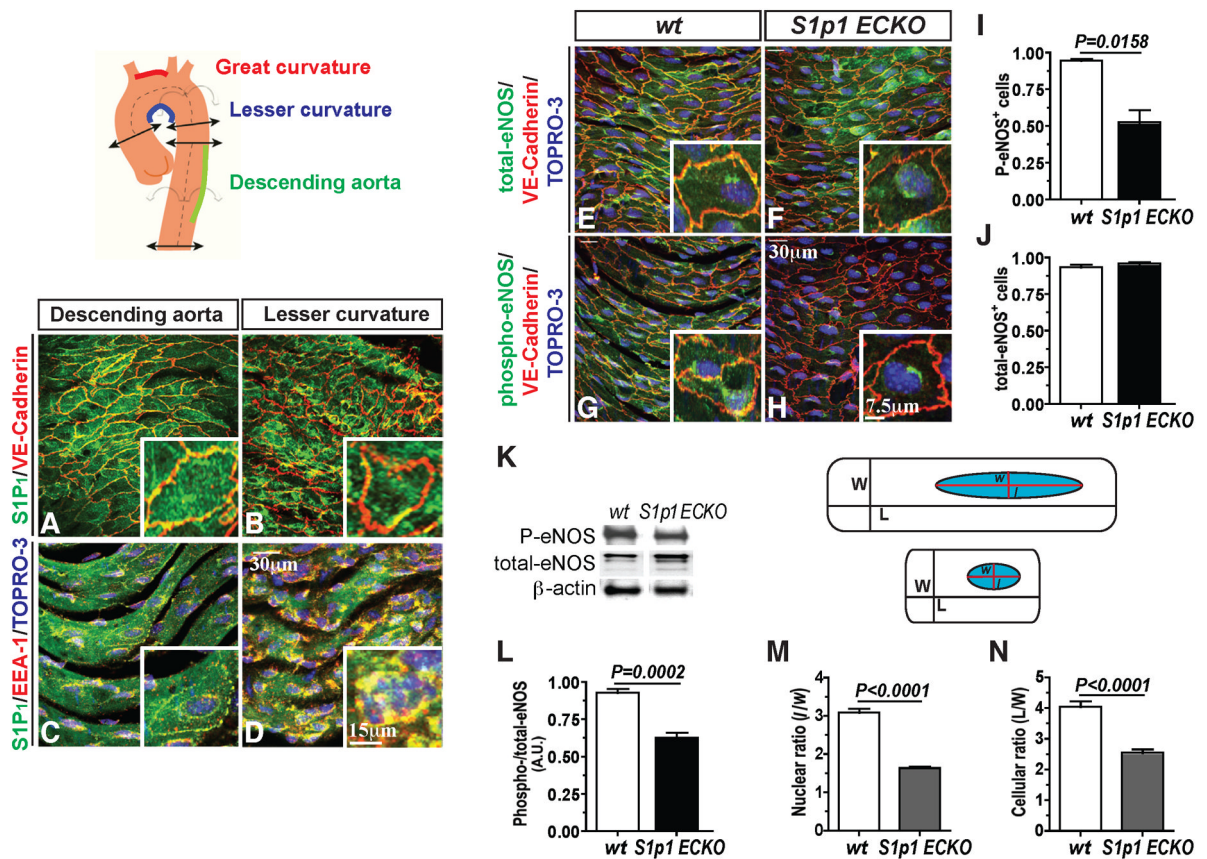 Great curvature
Lesser curvature
Descending aorta
Descending aorta
Lesser curvature
S1P₁/VE-Cadherin
A
B
S1P₁/EEA-1/TOPRO-3
30μm
C
D
15μm
wt
S1p1 ECKO
total-eNOS/
VE-Cadherin/
TOPRO-3
E
F
phospho-eNOS/
VE-Cadherin/
TOPRO-3
30μm
G
H
7.5μm
I
P=0.0158
P-eNOS⁺ cells
1.00
0.75
0.50
0.25
0.00
wt
S1p1 ECKO
J
total-eNOS⁺ cells
1.00
0.75
0.50
0.25
0.00
wt
S1p1 ECKO
K
wt
S1p1 ECKO
P-eNOS
total-eNOS
β-actin
W
w
l
L
W
w
l
L
L
P=0.0002
Phospho-/total-eNOS
(A.U.)
1.00
0.75
0.50
0.25
0.00
wt
S1p1 ECKO
M
P<0.0001
Nuclear ratio (l/w)
4
3
2
1
0
wt
S1p1 ECKO
N
P<0.0001
Cellular ratio (L/W)
5
4
3
2
1
0
wt
S1p1 ECKO